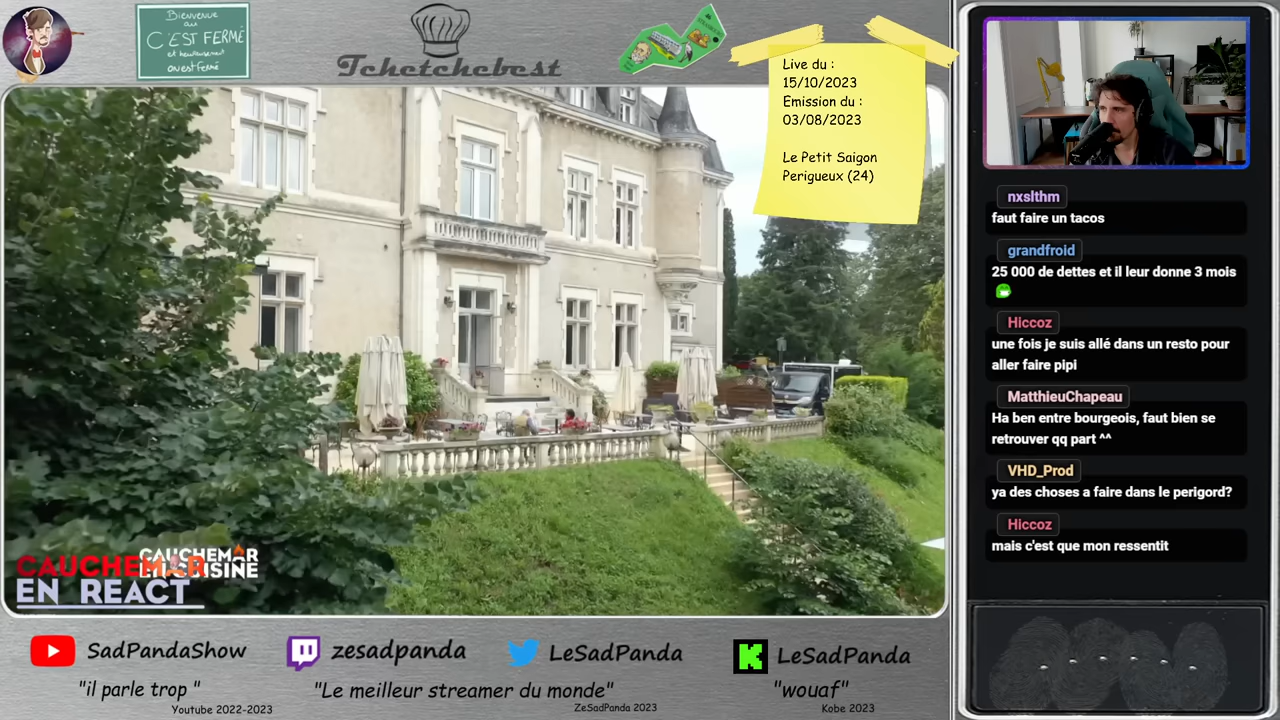 Bienvenue
au
C'EST FERMÉ
et heureusement
on est fermé
Tchetchebest
Live du :
15/10/2023
Emission du :
03/08/2023
Le Petit Saigon
Perigueux (24)
nxslthm
faut faire un tacos
grandfroid
25 000 de dettes et il leur donne 3 mois
Hiccoz
une fois je suis allé dans un resto pour
aller faire pipi
MatthieuChapeau
Ha ben entre bourgeois, faut bien se
retrouver qq part ^^
VHD_Prod
ya des choses a faire dans le perigord?
Hiccoz
mais c'est que mon ressentit
CAUCHEMAR
EN CUISINE
CAUCHEMAR
EN REACT
SadPandaShow
"il parle trop "
Youtube 2022-2023
zesadpanda
LeSadPanda
"Le meilleur streamer du monde"
ZeSadPanda 2023
K
LeSadPanda
"wouaf"
Kobe 2023